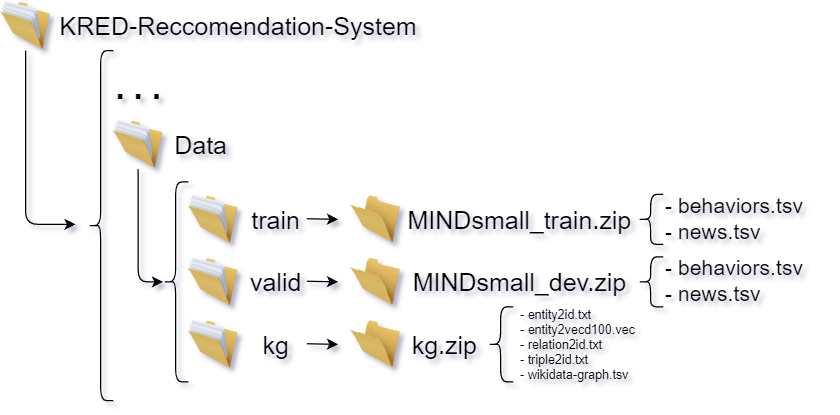 KRED-Reccomendation-System
...
Data
train
MINDsmall_train.zip
- behaviors.tsv
- news.tsv
valid
MINDsmall_dev.zip
- behaviors.tsv
- news.tsv
kg
kg.zip
- entity2id.txt
- entity2vecd100.vec
- relation2id.txt
- triple2id.txt
- wikidata-graph.tsv